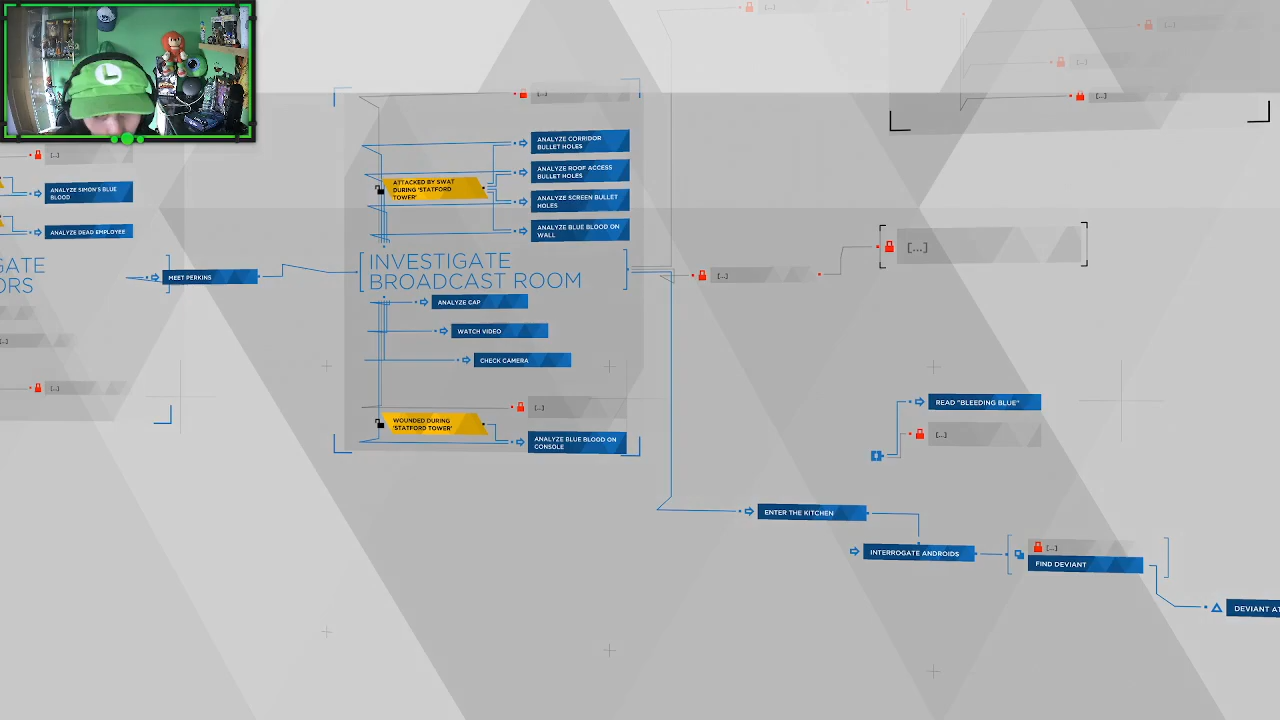 [...]
[...]
[...]
[...]
[...]
[...]
[...]
ANALYZE SIMON'S BLUE
BLOOD
ANALYZE DEAD EMPLOYEE
GATE
ORS
MEET PERKINS
[...]
[...]
ATTACKED BY SWAT
DURING 'STATFORD
TOWER'
ANALYZE CORRIDOR
BULLET HOLES
ANALYZE ROOF ACCESS
BULLET HOLES
ANALYZE SCREEN BULLET
HOLES
ANALYZE BLUE BLOOD ON
WALL
INVESTIGATE
BROADCAST ROOM
ANALYZE CAP
WATCH VIDEO
CHECK CAMERA
[...]
WOUNDED DURING
'STATFORD TOWER'
ANALYZE BLUE BLOOD ON
CONSOLE
[...]
[...]
READ "BLEEDING BLUE"
[...]
ENTER THE KITCHEN
INTERROGATE ANDROIDS
[...]
FIND DEVIANT
DEVIANT AT